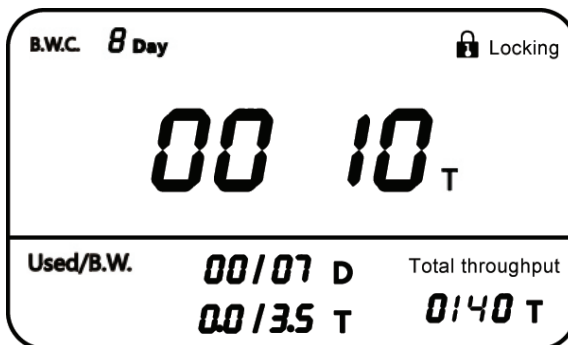 B.W.C. 8 Day
Locking
00 10 T
Used/B.W. 00/07 D
0.0/3.5 T
Total throughput
0140 T